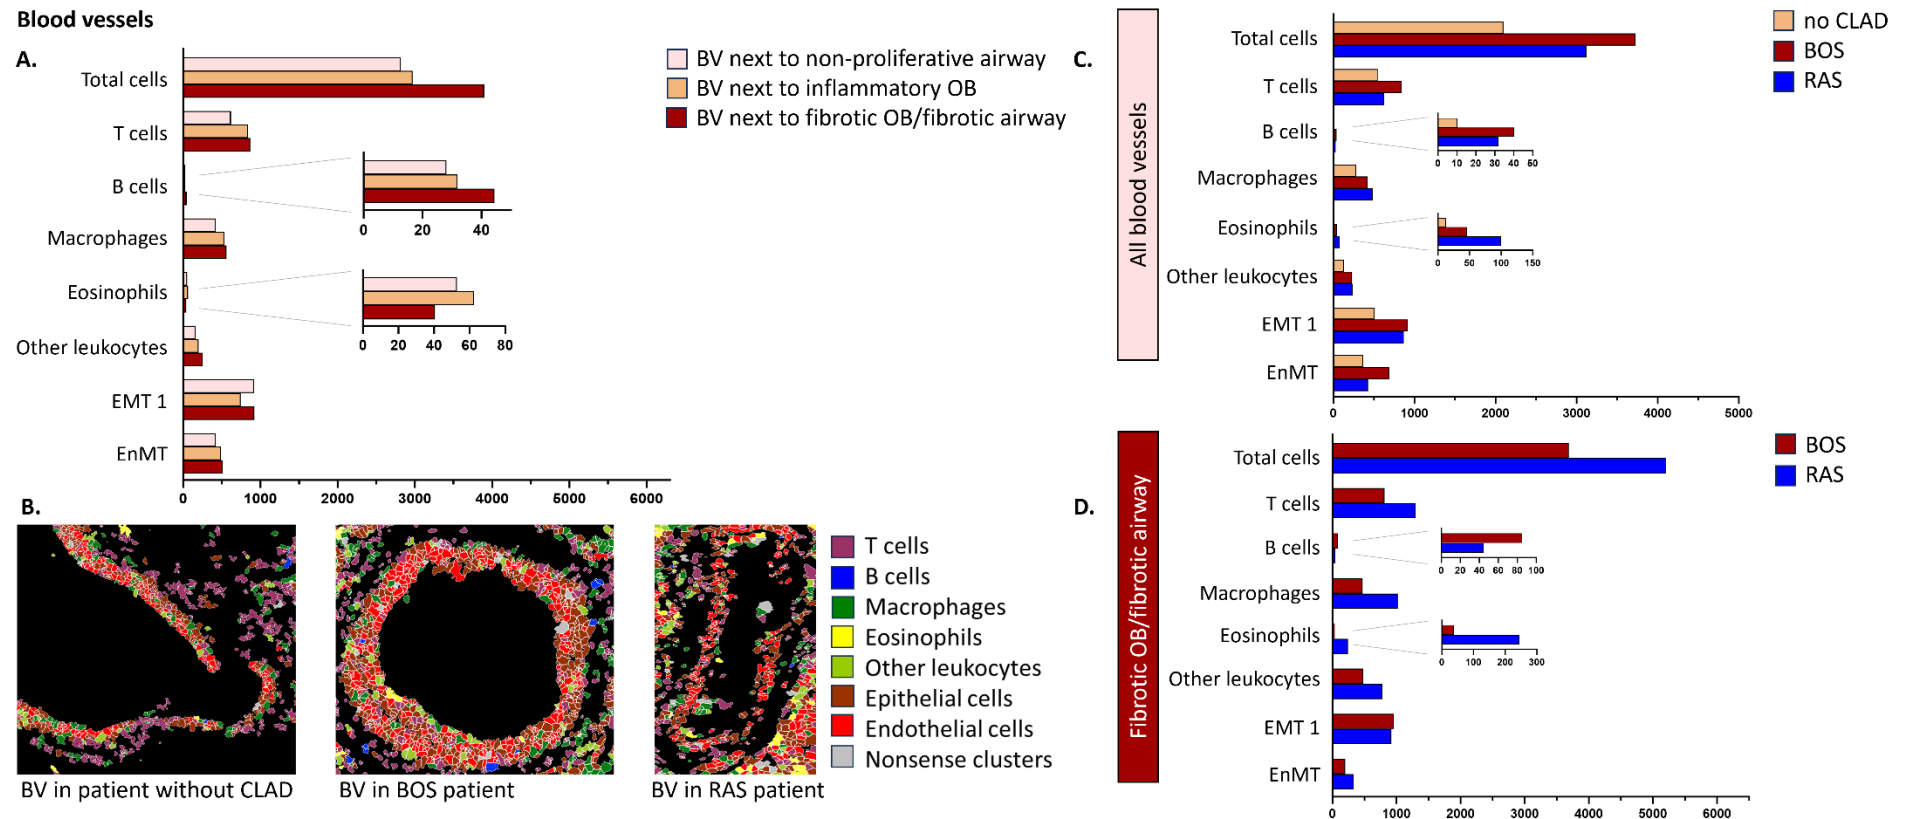 Blood vessels
A.
Total cells
T cells
B cells
Macrophages
Eosinophils
Other leukocytes
EMT 1
EnMT
0 20 40
0 20 40 60 80
0 1000 2000 3000 4000 5000 6000
BV next to non-proliferative airway
BV next to inflammatory OB
BV next to fibrotic OB/fibrotic airway
B.
BV in patient without CLAD
BV in BOS patient
BV in RAS patient
T cells
B cells
Macrophages
Eosinophils
Other leukocytes
Epithelial cells
Endothelial cells
Nonsense clusters
C.
All blood vessels
Total cells
T cells
B cells
Macrophages
Eosinophils
Other leukocytes
EMT 1
EnMT
0 10 20 30 40 50
0 50 100 150
0 1000 2000 3000 4000 5000
no CLAD
BOS
RAS
D.
Fibrotic OB/fibrotic airway
Total cells
T cells
B cells
Macrophages
Eosinophils
Other leukocytes
EMT 1
EnMT
0 20 40 60 80 100
0 100 200 300
0 1000 2000 3000 4000 5000 6000
BOS
RAS